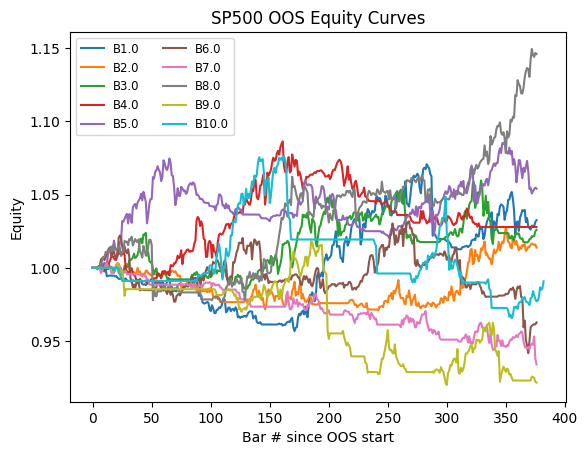 SP500 OOS Equity Curves
B1.0
B2.0
B3.0
B4.0
B5.0
B6.0
B7.0
B8.0
B9.0
B10.0
1.15
1.10
1.05
1.00
0.95
Equity
0
50
100
150
200
250
300
350
400
Bar # since OOS start